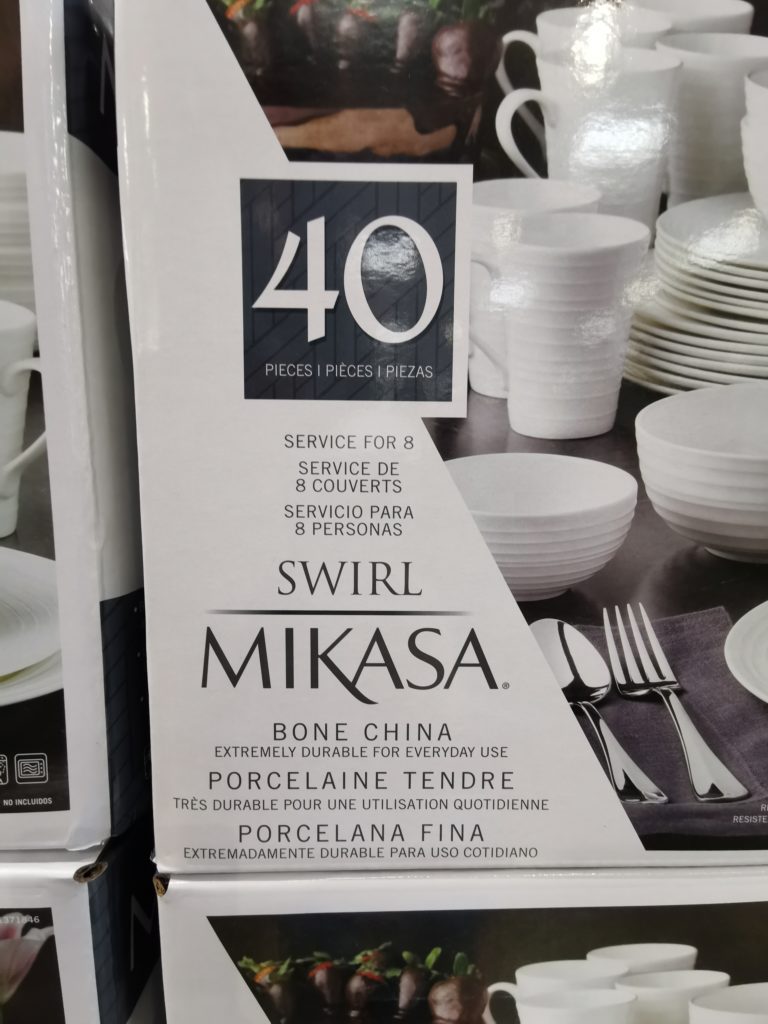 40
PIECES | PIÈCES | PIEZAS
SERVICE FOR 8
SERVICE DE
8 COUVERTS
SERVICIO PARA
8 PERSONAS
SWIRL
MIKASA®
BONE CHINA
EXTREMELY DURABLE FOR EVERYDAY USE
PORCELAINE TENDRE
TRÈS DURABLE POUR UNE UTILISATION QUOTIDIENNE
PORCELANA FINA
EXTREMADAMENTE DURABLE PARA USO COTIDIANO
NO INCLUIDOS
1371846